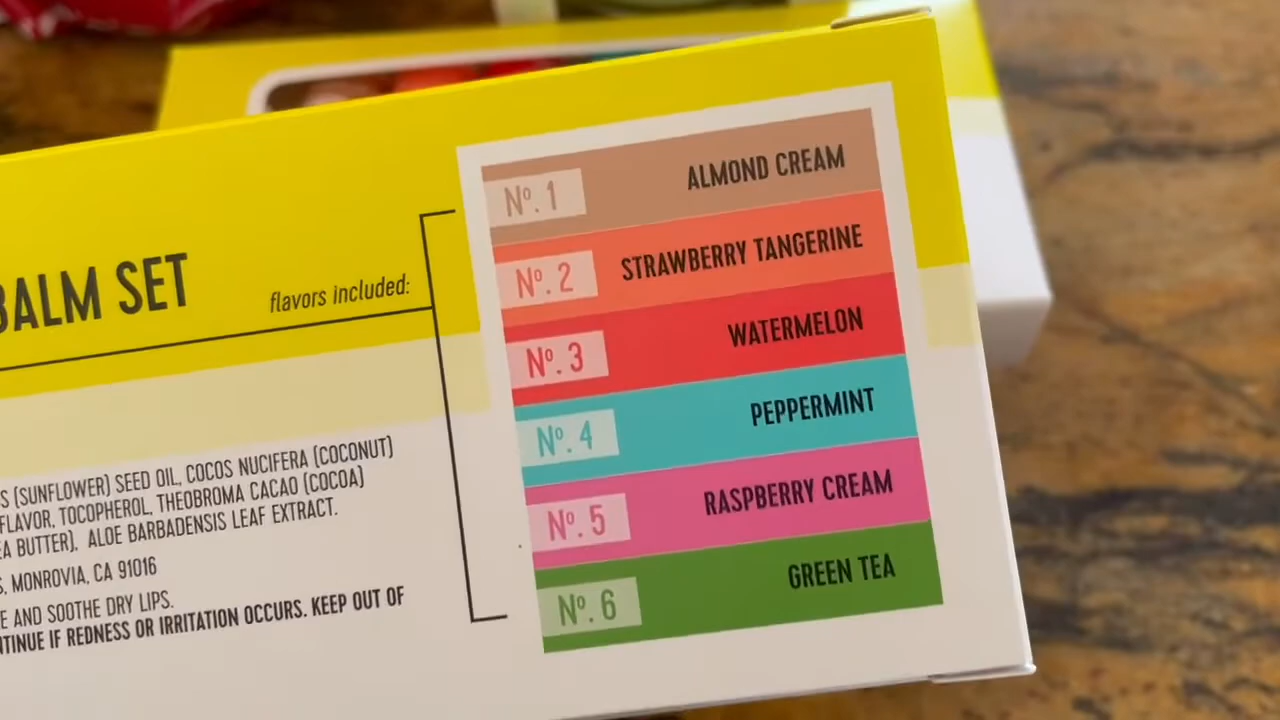 BALM SET
flavors included:
Nº. 1 ALMOND CREAM
Nº. 2 STRAWBERRY TANGERINE
Nº. 3 WATERMELON
Nº. 4 PEPPERMINT
Nº. 5 RASPBERRY CREAM
Nº. 6 GREEN TEA
(SUNFLOWER) SEED OIL, COCOS NUCIFERA (COCONUT)
FLAVOR, TOCOPHEROL, THEOBROMA CACAO (COCOA)
BUTTER), ALOE BARBADENSIS LEAF EXTRACT.
MONROVIA, CA 91016
AND SOOTHE DRY LIPS.
IF REDNESS OR IRRITATION OCCURS. KEEP OUT OF